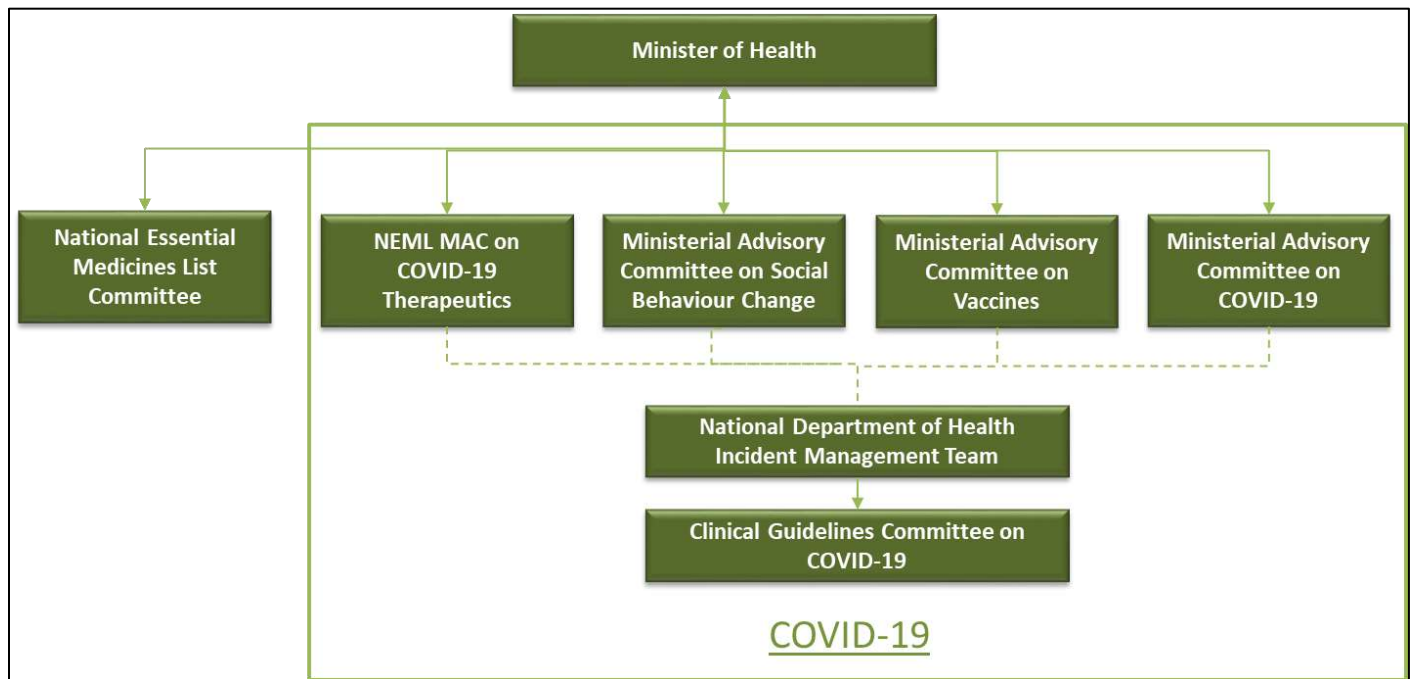 Minister of Health
National Essential
Medicines List
Committee
NEML MAC on
COVID-19
Therapeutics
Ministerial Advisory
Committee on Social
Behaviour Change
Ministerial Advisory
Committee on
Vaccines
Ministerial Advisory
Committee on
COVID-19
National Department of Health
Incident Management Team
Clinical Guidelines Committee on
COVID-19
COVID-19